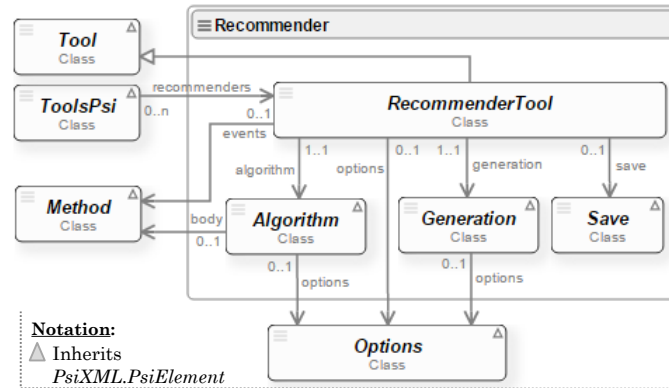 Recommender
Tool
Class
ToolsPsi
Class
recommenders
0..n
0..1
events
RecommenderTool
Class
1..1
algorithm
options
0..1
1..1
generation
0..1
save
Method
Class
body
0..1
Algorithm
Class
Generation
Class
Save
Class
0..1
options
0..1
options
Options
Class
Notation:
Inherits
PsiXML.PsiElement